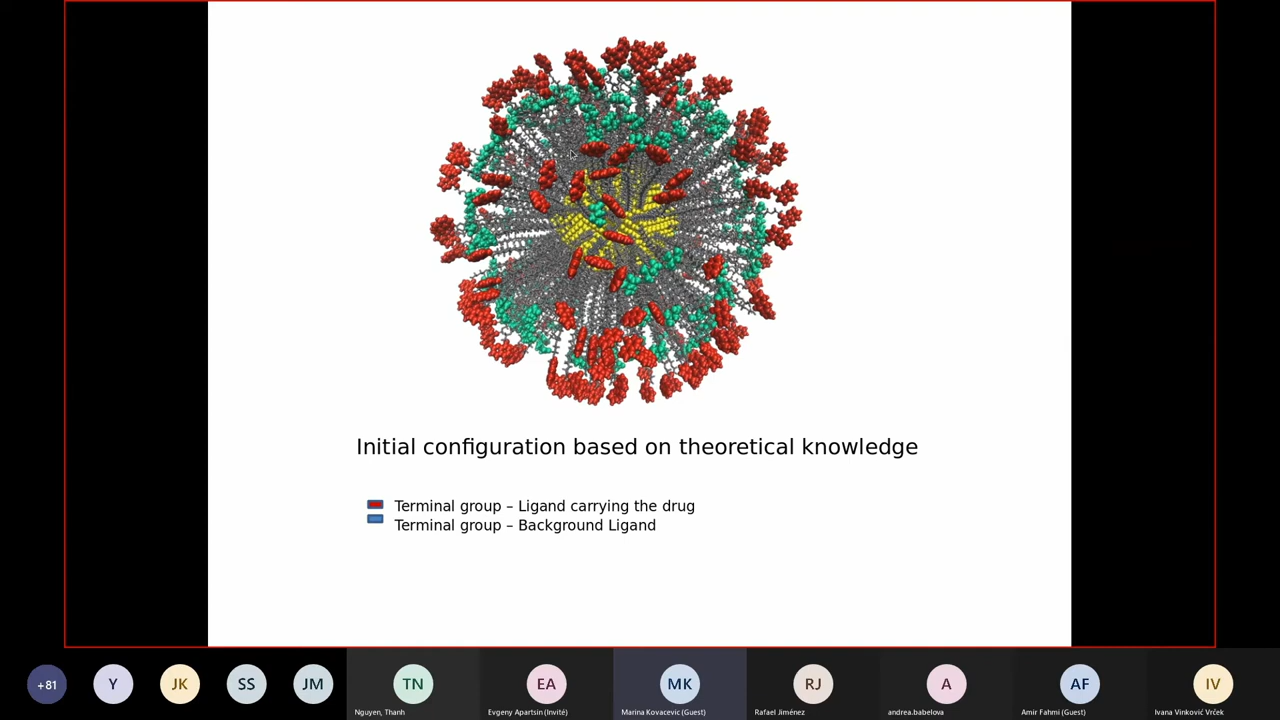 Initial configuration based on theoretical knowledge
Terminal group – Ligand carrying the drug
Terminal group – Background Ligand
+81
Y
JK
SS
JM
TN
EA
MK
RJ
A
AF
IV
Nguyen, Thanh
Evgeny Apartsin (Invité)
Marina Kovacevic (Guest)
Rafael Jiménez
andrea.babelova
Amir Fahmi (Guest)
Ivana Vinković Vrček